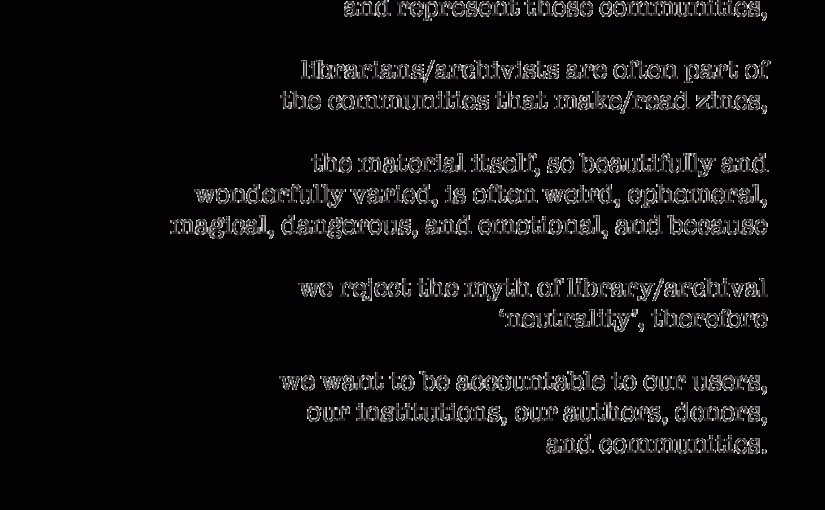 and represent those communities,
librarians/archivists are often part of
the communities that make/read zines,
the material itself, so beautifully and
wonderfully varied, is often weird, ephemeral,
magical, dangerous, and emotional, and because
we reject the myth of library/archival
‘neutrality’, therefore
we want to be accountable to our users,
our institutions, our authors, donors,
and communities.